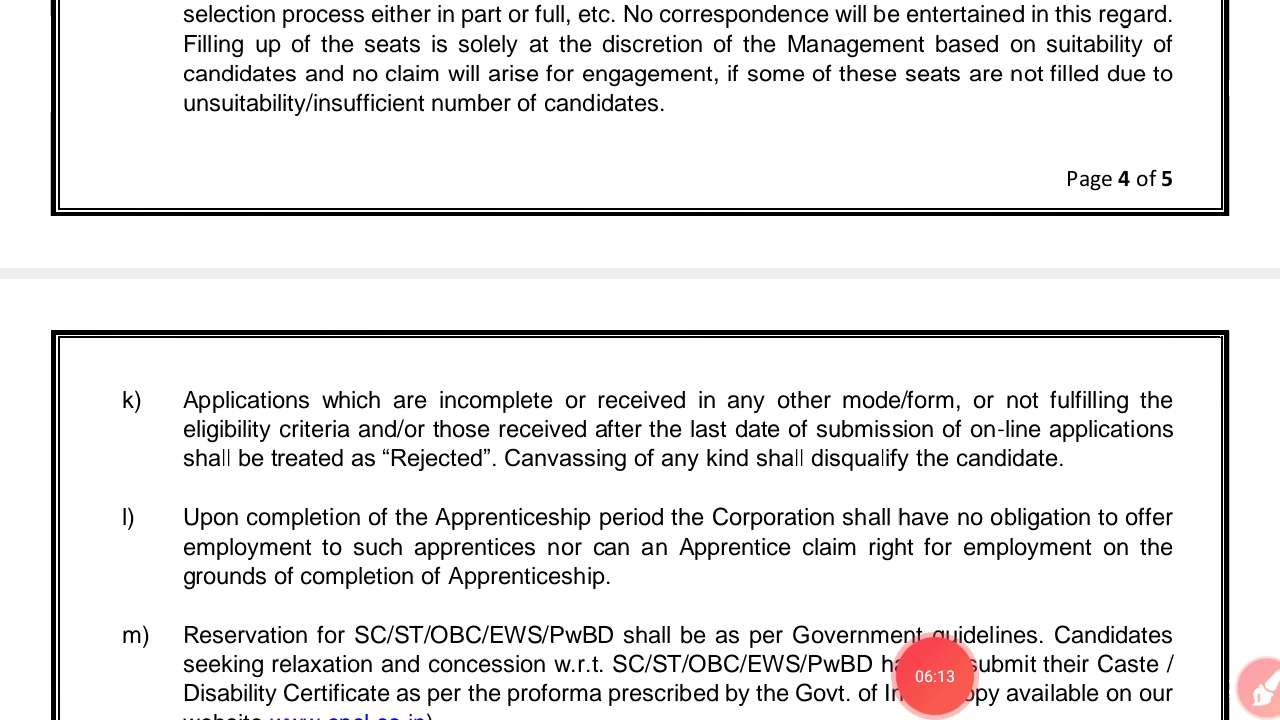 selection process either in part or full, etc. No correspondence will be entertained in this regard.
Filling up of the seats is solely at the discretion of the Management based on suitability of
candidates and no claim will arise for engagement, if some of these seats are not filled due to
unsuitability/insufficient number of candidates.
Page 4 of 5
k) Applications which are incomplete or received in any other mode/form, or not fulfilling the
eligibility criteria and/or those received after the last date of submission of on-line applications
shall be treated as “Rejected”. Canvassing of any kind shall disqualify the candidate.
l) Upon completion of the Apprenticeship period the Corporation shall have no obligation to offer
employment to such apprentices nor can an Apprentice claim right for employment on the
grounds of completion of Apprenticeship.
m) Reservation for SC/ST/OBC/EWS/PwBD shall be as per Government guidelines. Candidates
seeking relaxation and concession w.r.t. SC/ST/OBC/EWS/PwBD submit their Caste /
Disability Certificate as per the proforma prescribed by the Govt. of available on our
06:13